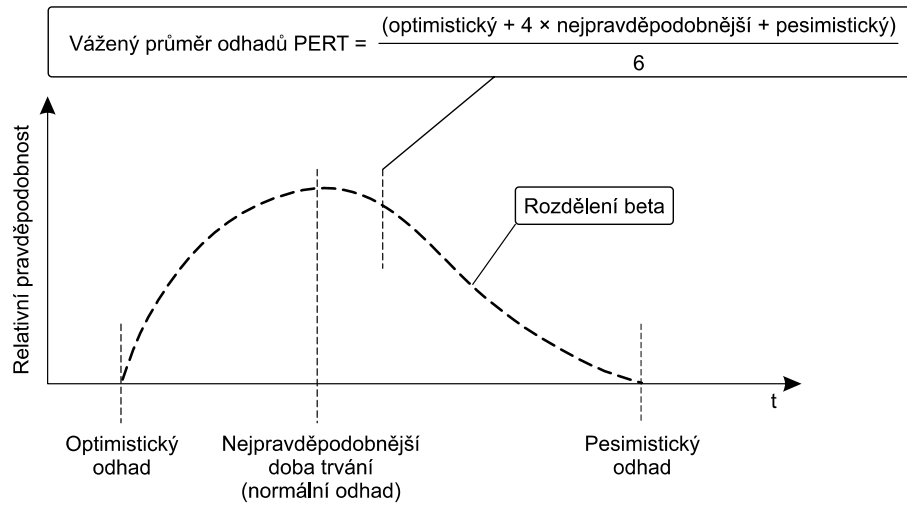 Vážený průměr odhadů PERT = (optimistický + 4 × nejpravděpodobnější + pesimistický)
6
Relativní pravděpodobnost
Rozdělení beta
t
Optimistický
odhad
Nejpravděpodobnější
doba trvání
(normální odhad)
Pesimistický
odhad